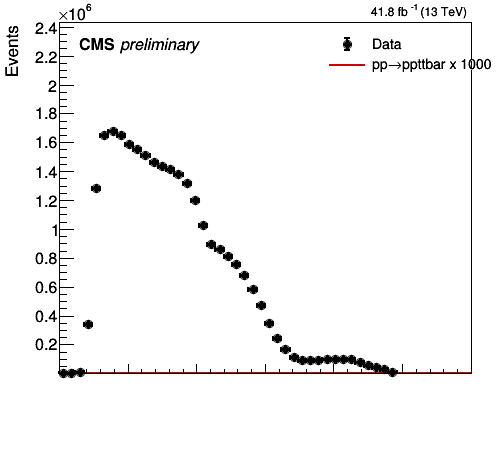 ×10⁶
41.8 fb⁻¹ (13 TeV)
Events
CMS preliminary
Data
pp→ppttbar x 1000
2.4
2.2
2
1.8
1.6
1.4
1.2
1
0.8
0.6
0.4
0.2